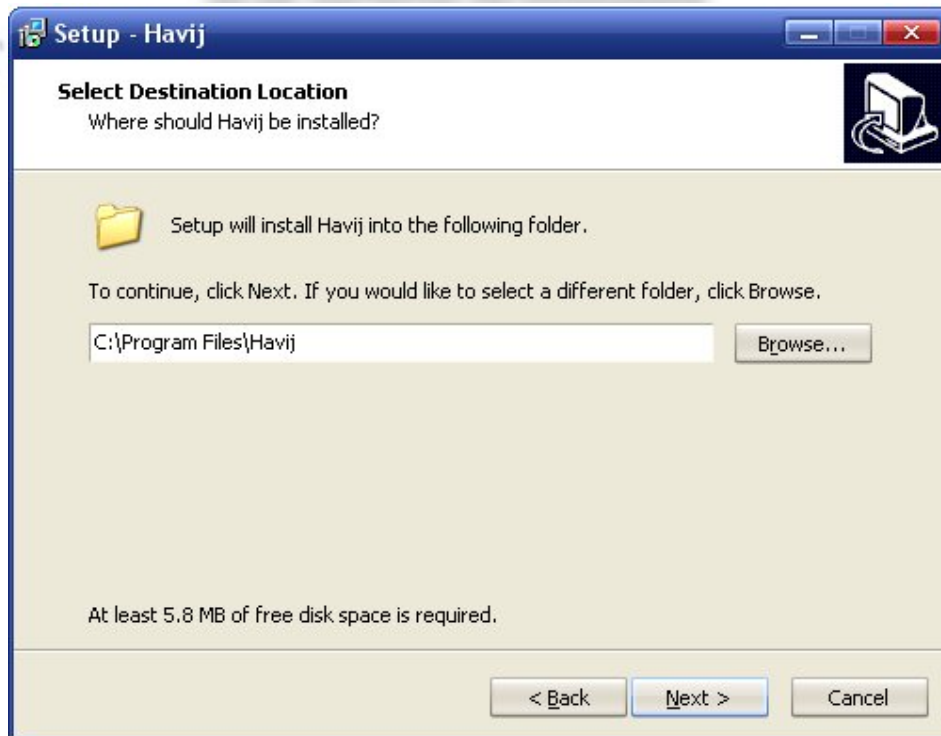 Setup - Havij
Select Destination Location
Where should Havij be installed?
Setup will install Havij into the following folder.
To continue, click Next. If you would like to select a different folder, click Browse.
C:\Program Files\Havij
Browse...
At least 5.8 MB of free disk space is required.
< Back
Next >
Cancel